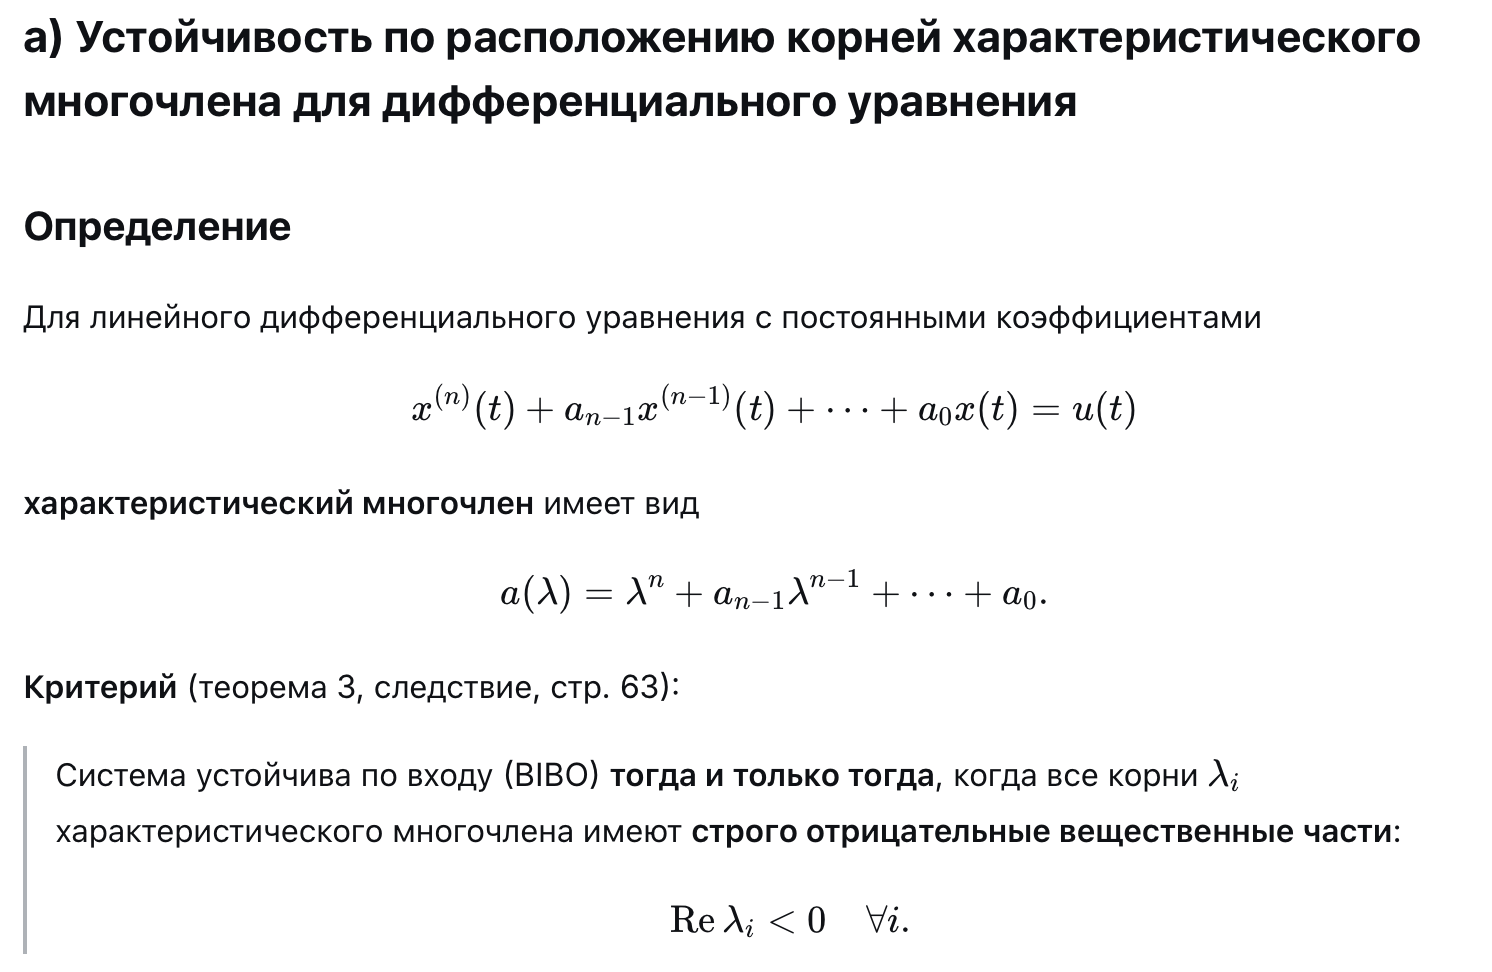 а) Устойчивость по расположению корней характеристического
многочлена для дифференциального уравнения
Определение
Для линейного дифференциального уравнения с постоянными коэффициентами
x^{(n)}(t) + a_{n−1}x^{(n−1)}(t) + ⋯ + a_0x(t) = u(t)
характеристический многочлен имеет вид
a(λ) = λ^n + a_{n−1}λ^{n−1} + ⋯ + a_0.
Критерий (теорема 3, следствие, стр. 63):
Система устойчива по входу (BIBO) тогда и только тогда, когда все корни λ_i
характеристического многочлена имеют строго отрицательные вещественные части:
Re λ_i < 0 ∀i.